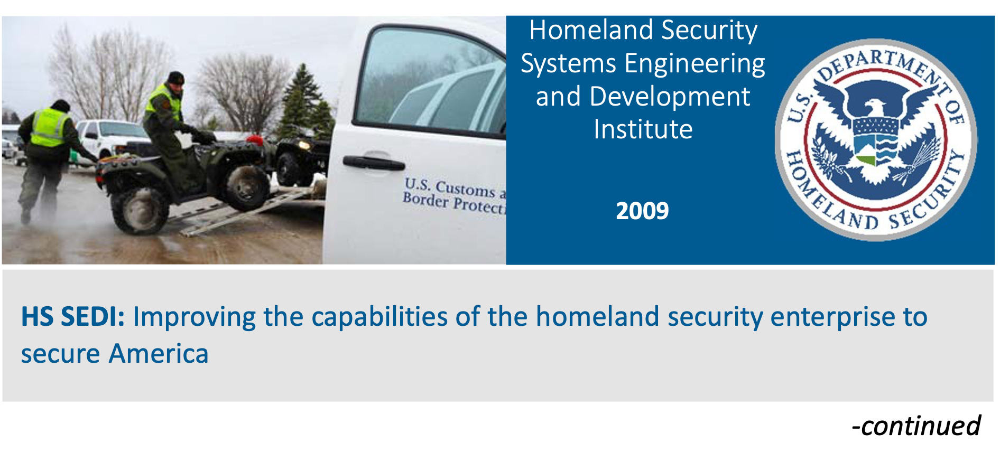 Homeland Security
Systems Engineering
and Development
Institute
2009
U.S. DEPARTMENT OF
HOMELAND SECURITY
U.S. Customs a
Border Protecti
HS SEDI: Improving the capabilities of the homeland security enterprise to
secure America
-continued